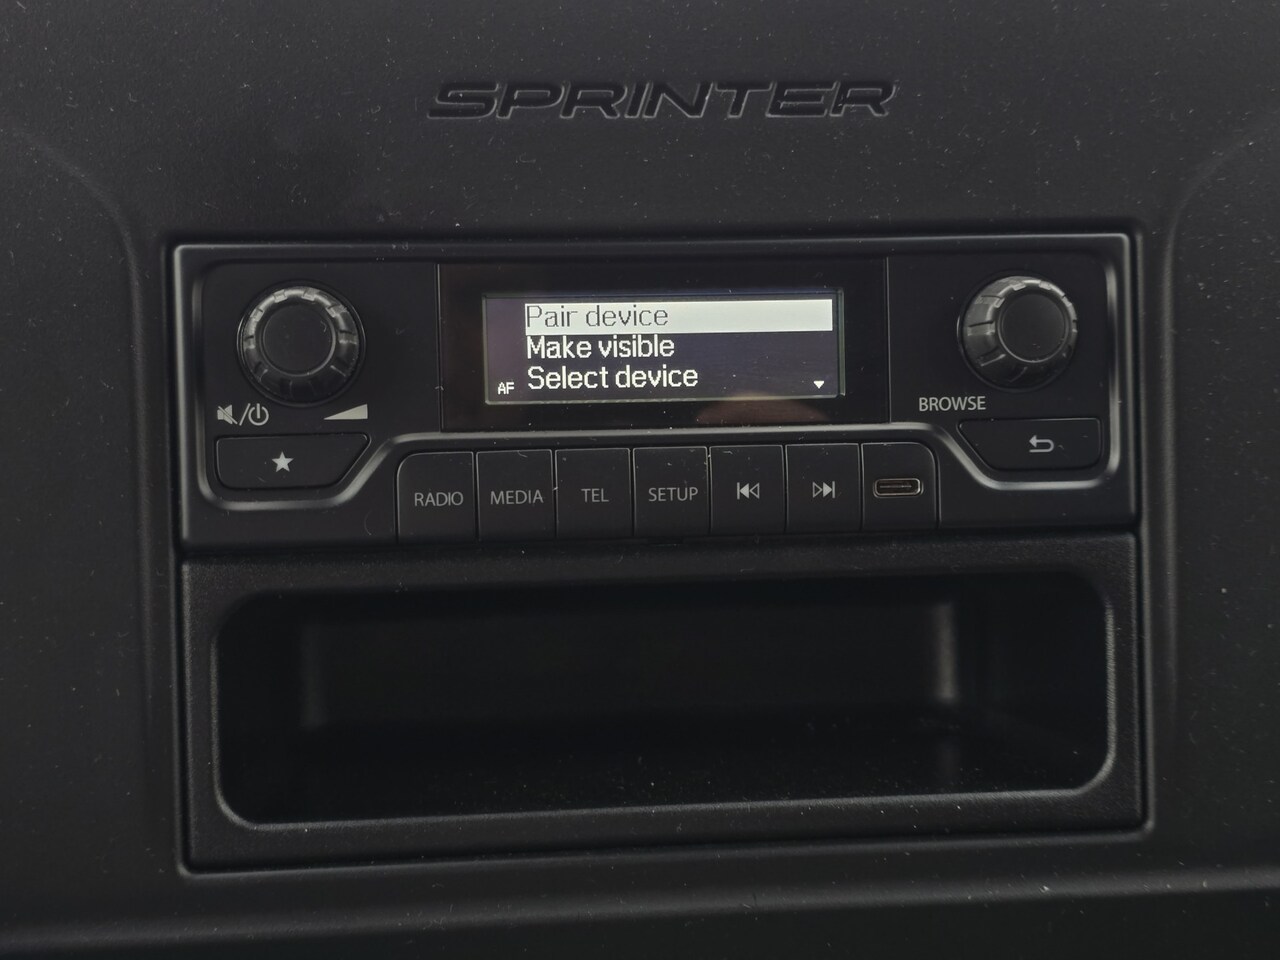 SPRINTER
Pair device
Make visible
AF Select device
BROWSE
RADIO MEDIA TEL SETUP